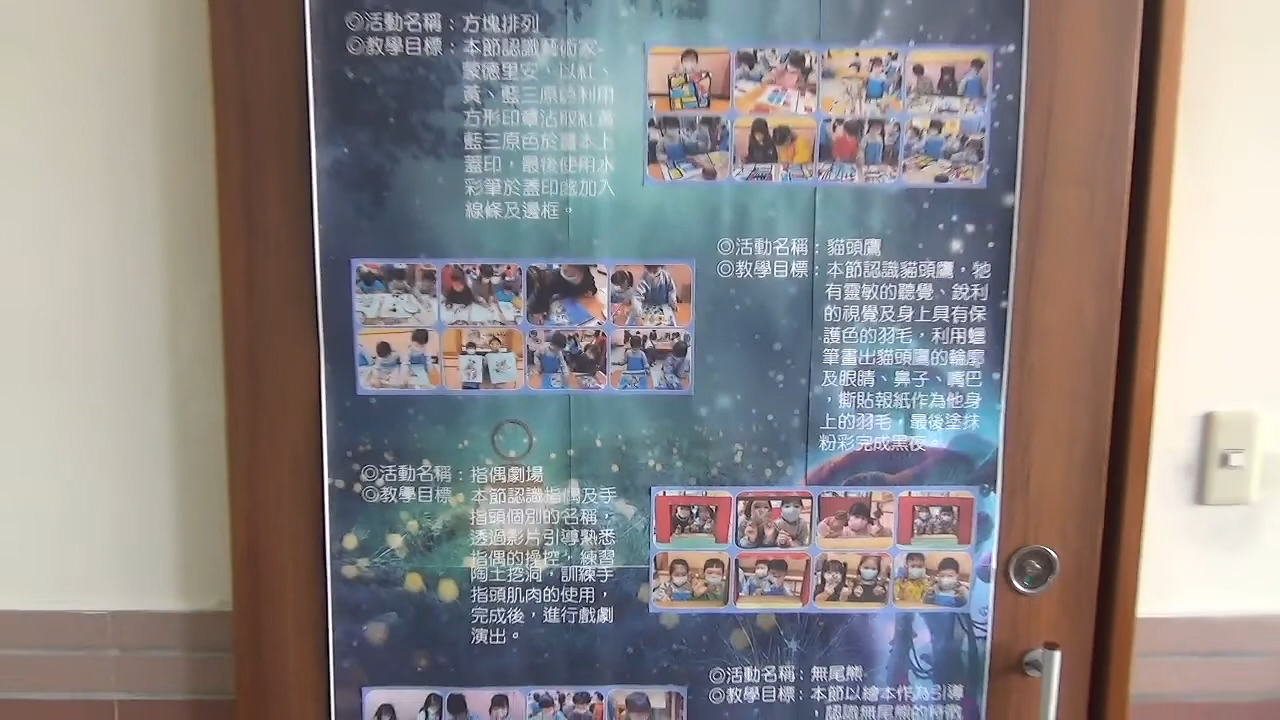 ◎活動名稱：方塊排列
◎教學目標：本節認識藝術家-
蒙德里安、以紅、
黃、藍三原色利用
方形印章沾取紅黃
藍三原色於畫本上
蓋印，最後使用水
彩筆於蓋印處加入
線條及邊框。
◎活動名稱：貓頭鷹
◎教學目標：本節認識貓頭鷹，牠
有靈敏的聽覺、銳利
的視覺及身上具有保
護色的羽毛，利用蠟
筆畫出貓頭鷹的輪廓
及眼睛、鼻子、嘴巴
，撕貼報紙作為他身
上的羽毛，最後塗抹
粉彩完成黑夜。
◎活動名稱：指偶劇場
◎教學目標：本節認識指偶及手
指頭個別的名稱，
透過影片引導熟悉
指偶的操控，練習
陶土挖洞，訓練手
指頭肌肉的使用，
完成後，進行戲劇
演出。
◎活動名稱：無尾熊
◎教學目標：本節以繪本作為引導
，認識無尾熊的特徵